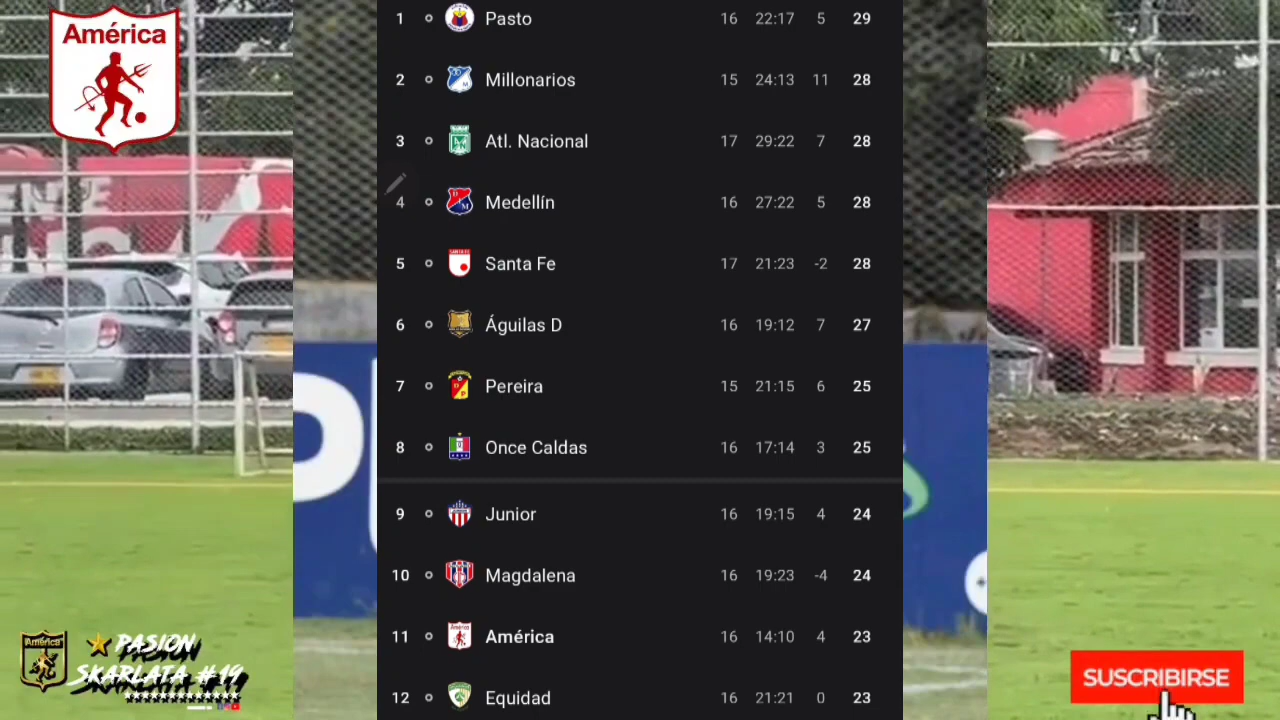 América
1 Pasto 16 22:17 5 29
2 Millonarios 15 24:13 11 28
3 Atl. Nacional 17 29:22 7 28
4 Medellín 16 27:22 5 28
5 Santa Fe 17 21:23 -2 28
6 Águilas D 16 19:12 7 27
7 Pereira 15 21:15 6 25
8 Once Caldas 16 17:14 3 25
9 Junior 16 19:15 4 24
10 Magdalena 16 19:23 -4 24
11 América 16 14:10 4 23
12 Equidad 16 21:21 0 23
América
PASION
SKARLATA #19
SUSCRIBIRSE